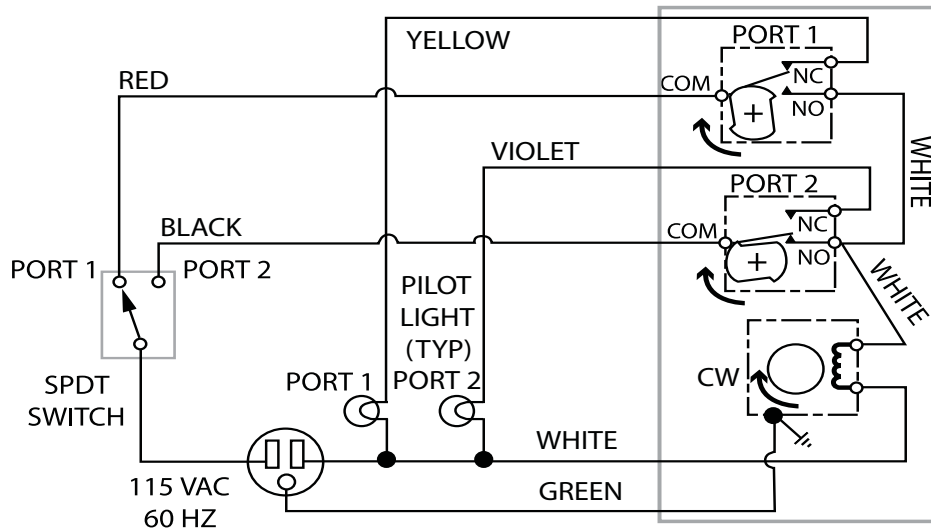 YELLOW
PORT 1
RED
COM
NC
NO
VIOLET
WHITE
PORT 2
BLACK
COM
NC
NO
PORT 1
PORT 2
WHITE
PILOT
LIGHT
(TYP)
PORT 1
PORT 2
CW
SPDT
SWITCH
WHITE
115 VAC
60 HZ
GREEN